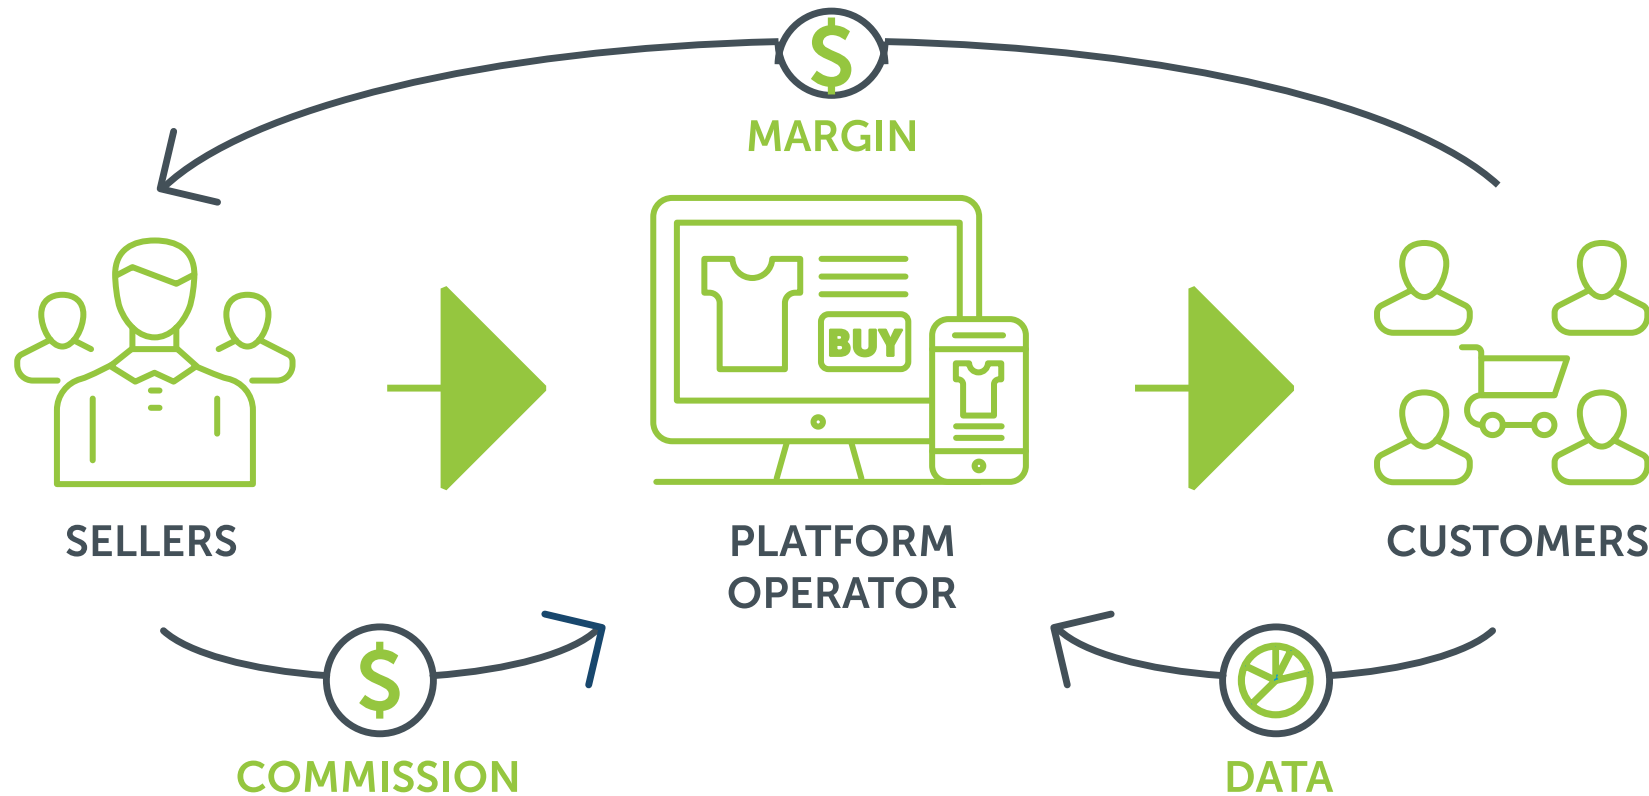 $
MARGIN
BUY
SELLERS
PLATFORM
OPERATOR
CUSTOMERS
$
COMMISSION
DATA